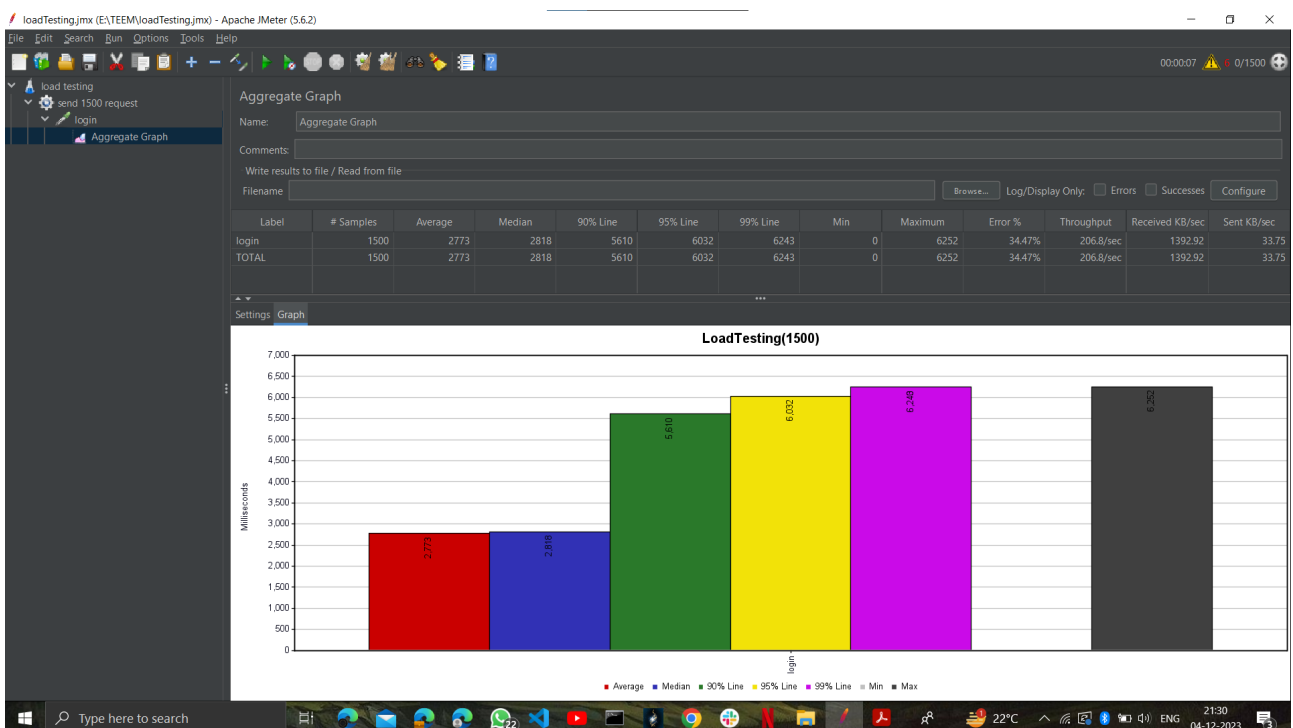 loadTesting.jmx (E:\TEEM\loadTesting.jmx) - Apache JMeter (5.6.2)
File Edit Search Run Options Tools Help
00:00:07 0 0/1500
load testing
send 1500 request
login
Aggregate Graph
Aggregate Graph
Name: Aggregate Graph
Comments:
Write results to file / Read from file
Filename Browse... Log/Display Only: Errors Successes Configure
Label # Samples Average Median 90% Line 95% Line 99% Line Min Maximum Error % Throughput Received KB/sec Sent KB/sec
login 1500 2773 2818 5610 6032 6243 0 6252 34.47% 206.8/sec 1392.92 33.75
TOTAL 1500 2773 2818 5610 6032 6243 0 6252 34.47% 206.8/sec 1392.92 33.75
Settings Graph
LoadTesting(1500)
7,000
6,500
6,000
5,500
5,000
4,500
4,000
3,500
3,000
2,500
2,000
1,500
1,000
500
0
Milliseconds
2,773
2,818
5,610
6,032
6,252
login
Average Median 90% Line 95% Line 99% Line Min Max
Type here to search
22
22°C
ENG
21:30
04-12-2023
3